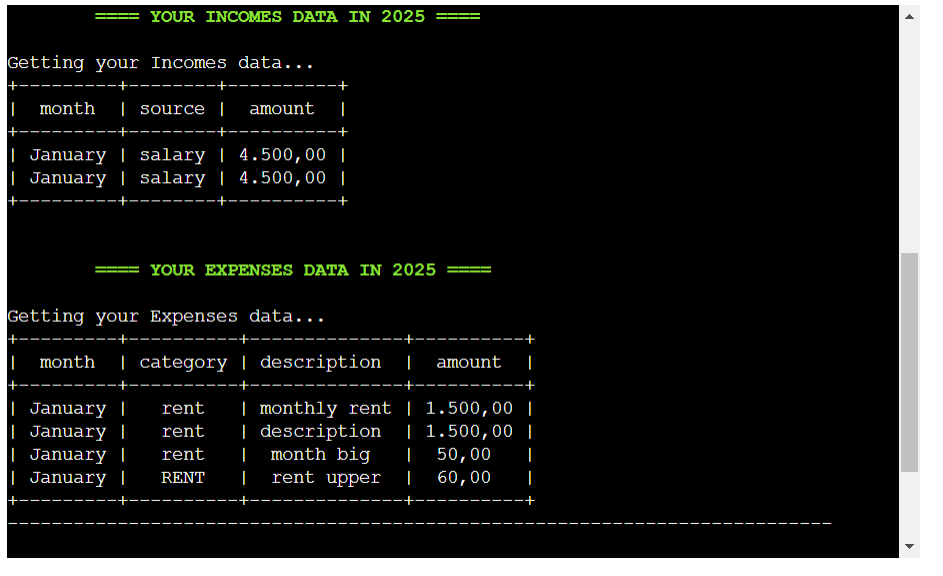 ==== YOUR INCOMES DATA IN 2025 ====
Getting your Incomes data...
+---------+--------+----------+
|  month  | source |  amount  |
+---------+--------+----------+
| January | salary | 4.500,00 |
| January | salary | 4.500,00 |
+---------+--------+----------+
==== YOUR EXPENSES DATA IN 2025 ====
Getting your Expenses data...
+---------+----------+--------------+----------+
|  month  | category | description  |  amount  |
+---------+----------+--------------+----------+
| January |   rent   | monthly rent | 1.500,00 |
| January |   rent   | description  | 1.500,00 |
| January |   rent   |  month big   |  50,00   |
| January |   RENT   |  rent upper  |  60,00   |
+---------+----------+--------------+----------+
---------------------------------------------------------------------------